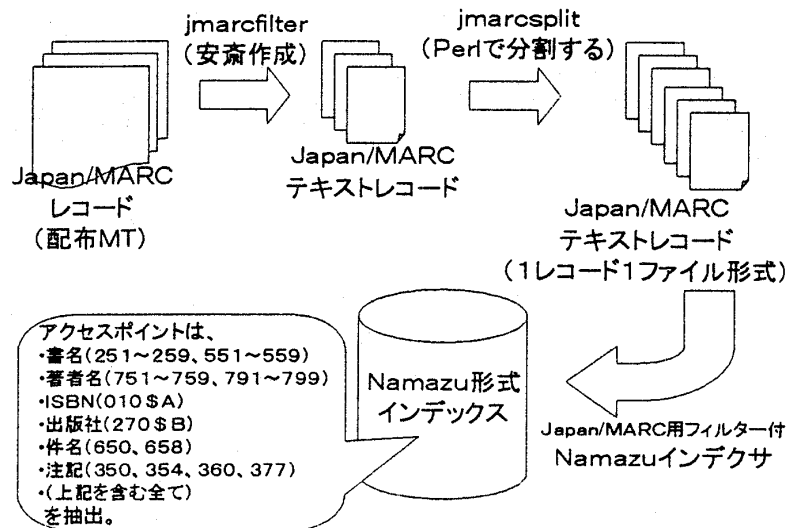 jmarcfilter
(安斎作成)
jmarcsplit
(Perlで分割する)
Japan/MARC
レコード
(配布MT)
Japan/MARC
テキストレコード
Japan/MARC
テキストレコード
(1レコード1ファイル形式)
アクセスポイントは、
・書名(251～259、551～559)
・著者名(751～759、791～799)
・ISBN(010$A)
・出版社(270$B)
・件名(650、658)
・注記(350、354、360、377)
・(上記を含む全て)
を抽出。
Namazu形式
インデックス
Japan/MARC用フィルター付
Namazuインデクサ